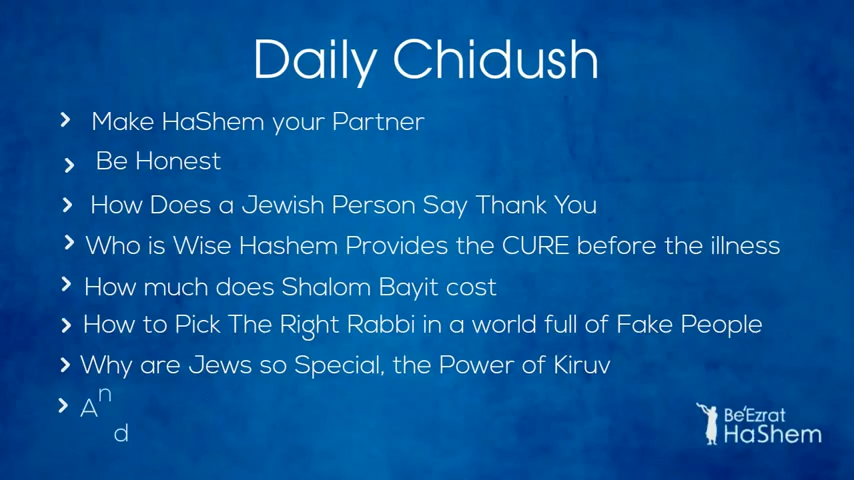 Daily Chidush
Make HaShem your Partner
Be Honest
How Does a Jewish Person Say Thank You
Who is Wise Hashem Provides the CURE before the illness
How much does Shalom Bayit cost
How to Pick The Right Rabbi in a world full of Fake People
Why are Jews so Special, the Power of Kiruv
And
Be'Ezrat
HaShem